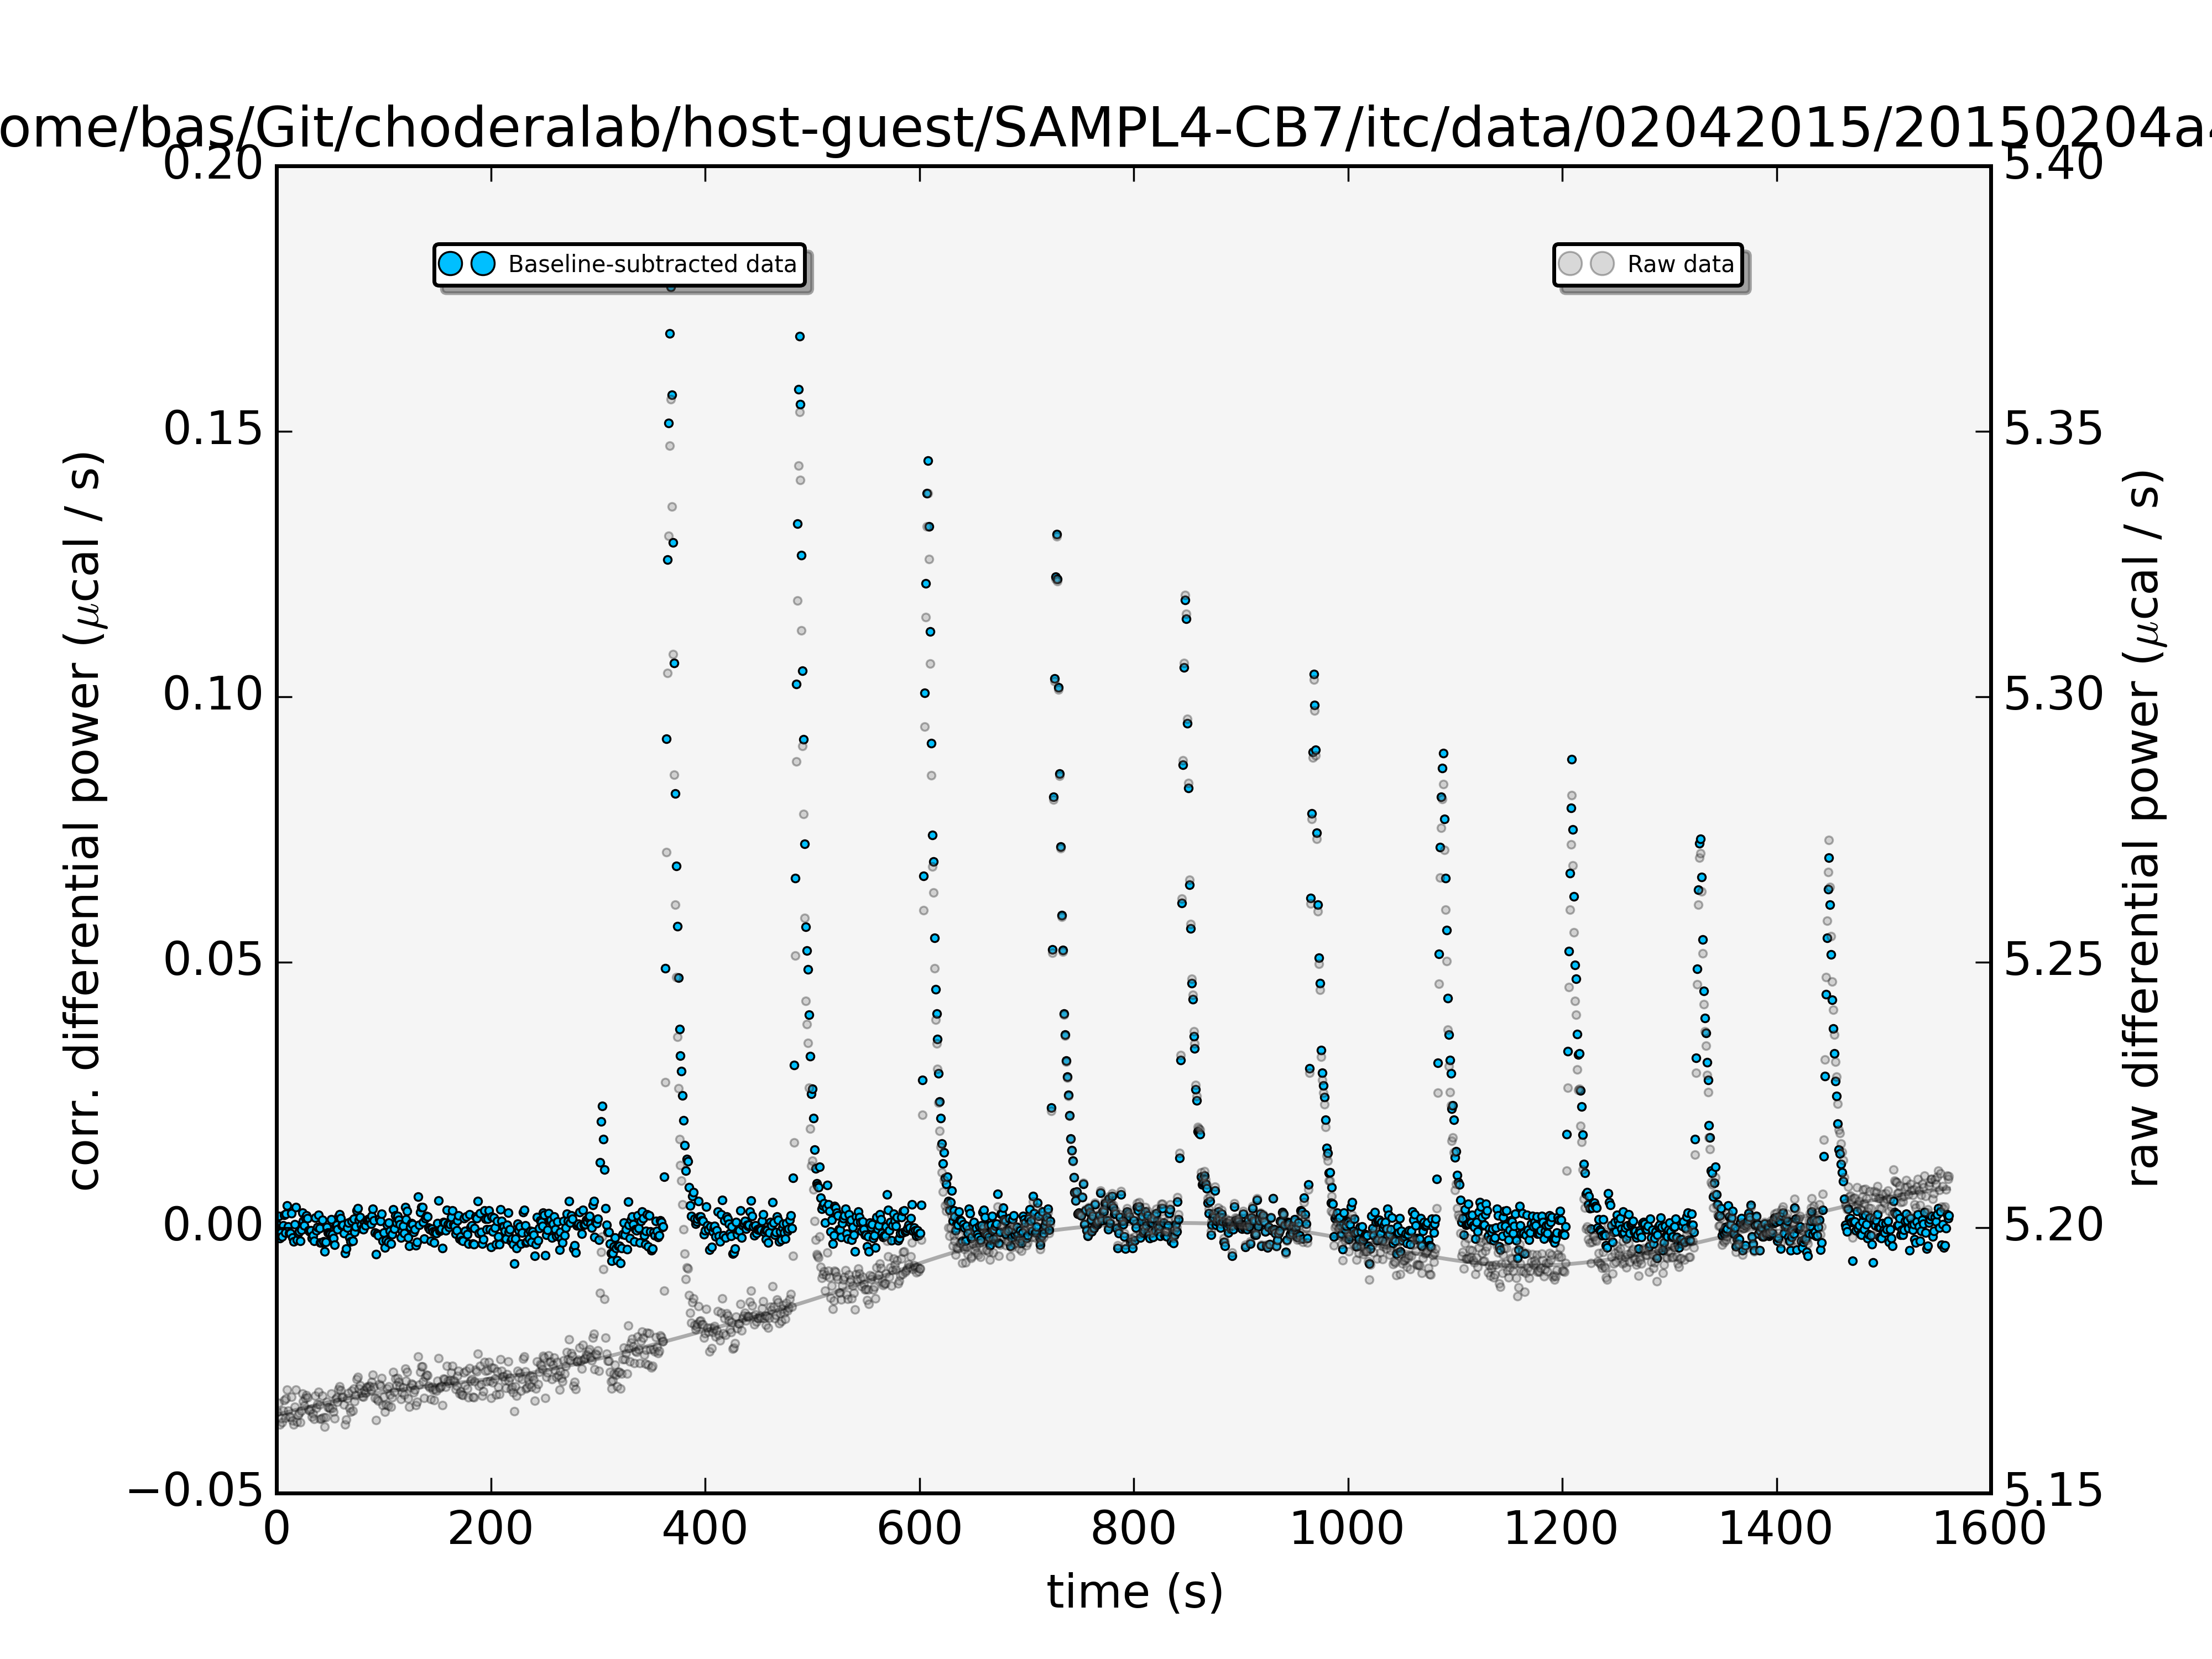 ome/bas/Git/choderalab/host-guest/SAMPL4-CB7/itc/data/02042015/20150204a
0.20
0.15
0.10
0.05
0.00
−0.05
corr. differential power (μcal / s)
Baseline-subtracted data
Raw data
5.40
5.35
5.30
5.25
5.20
5.15
raw differential power (μcal / s)
0 200 400 600 800 1000 1200 1400 1600
time (s)